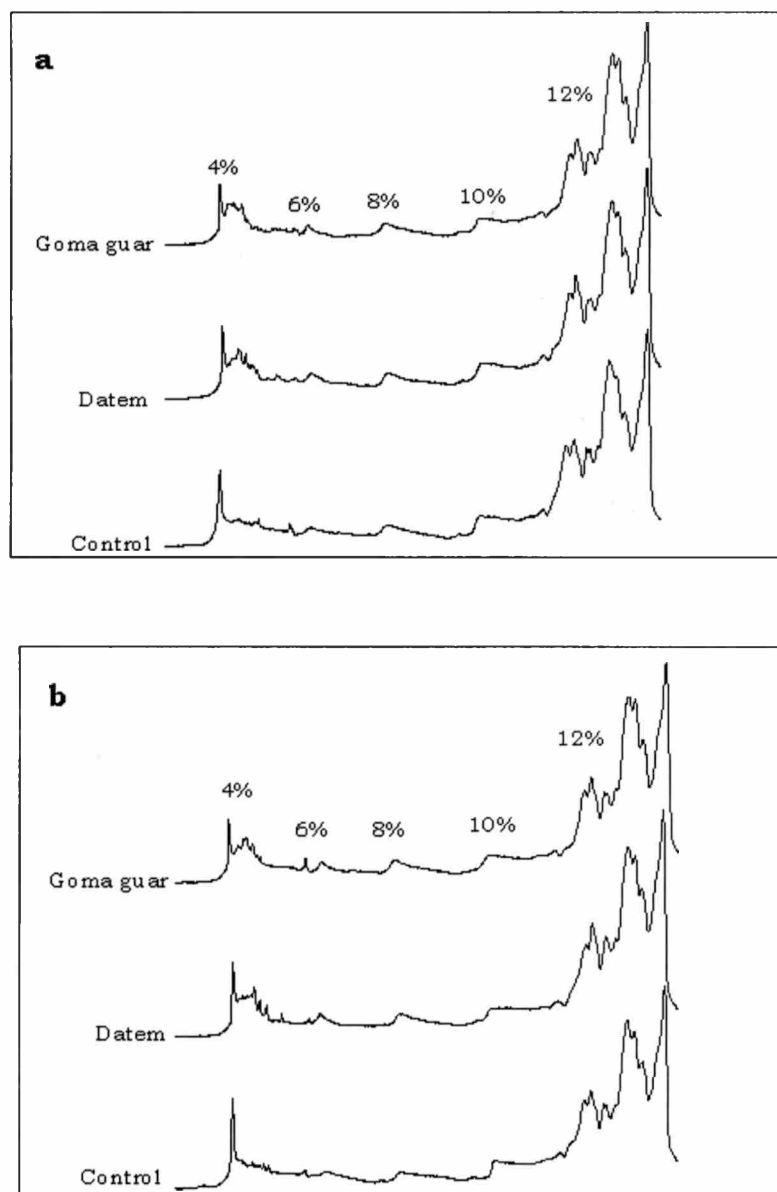 a
12%
4%
6% 8% 10%
Goma guar
Datem
Control
b
12%
4%
6% 8% 10%
Goma guar
Datem
Control